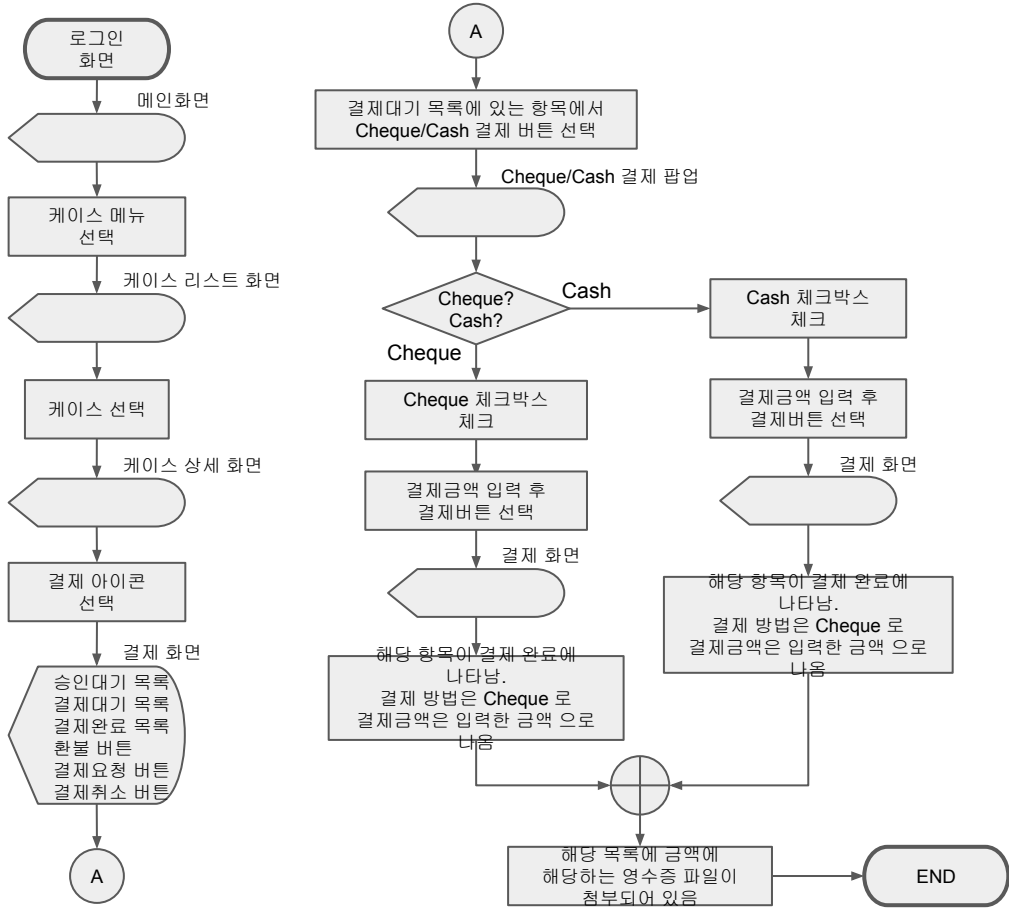 로그인
화면
메인화면
케이스 메뉴
선택
케이스 리스트 화면
케이스 선택
케이스 상세 화면
결제 아이콘
선택
결제 화면
승인대기 목록
결제대기 목록
결제완료 목록
환불 버튼
결제요청 버튼
결제취소 버튼
A
A
결제대기 목록에 있는 항목에서
Cheque/Cash 결제 버튼 선택
Cheque/Cash 결제 팝업
Cheque?
Cash?
Cash
Cheque
Cheque 체크박스
체크
결제금액 입력 후
결제버튼 선택
결제 화면
해당 항목이 결제 완료에
나타남.
결제 방법은 Cheque 로
결제금액은 입력한 금액 으로
나옴
Cash 체크박스
체크
결제금액 입력 후
결제버튼 선택
결제 화면
해당 항목이 결제 완료에
나타남.
결제 방법은 Cheque 로
결제금액은 입력한 금액 으로
나옴
해당 목록에 금액에
해당하는 영수증 파일이
첨부되어 있음
END